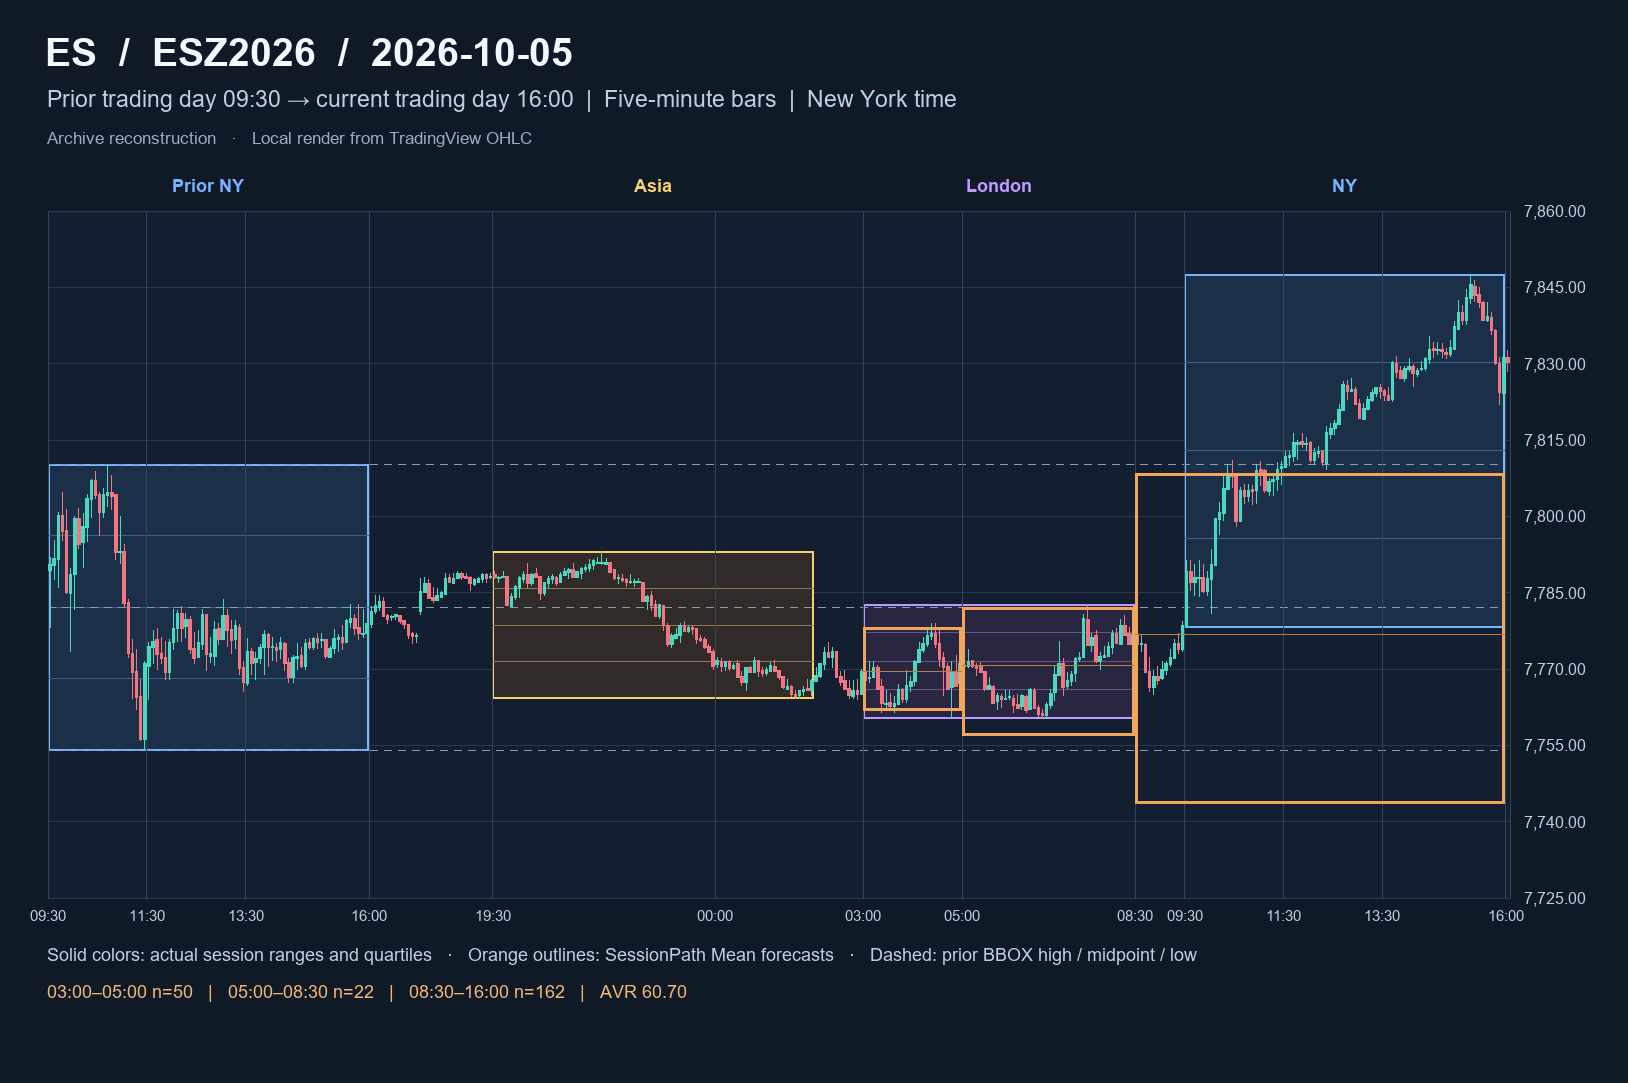 ES / ESZ2026 / 2026-10-05
Prior trading day 09:30 → current trading day 16:00 | Five-minute bars | New York time
Archive reconstruction · Local render from TradingView OHLC
Prior NY Asia London NY
7,860.00
7,845.00
7,830.00
7,815.00
7,800.00
7,785.00
7,770.00
7,755.00
7,740.00
7,725.00
09:30 11:30 13:30 16:00 19:30 00:00 03:00 05:00 08:30 09:30 11:30 13:30 16:00
Solid colors: actual session ranges and quartiles · Orange outlines: SessionPath Mean forecasts · Dashed: prior BBOX high / midpoint / low
03:00–05:00 n=50 | 05:00–08:30 n=22 | 08:30–16:00 n=162 | AVR 60.70